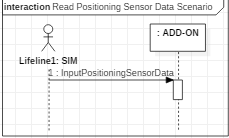 interaction Read Positioning Sensor Data Scenario
: ADD-ON
Lifeline1: SIM
1 : InputPositioningSensorData